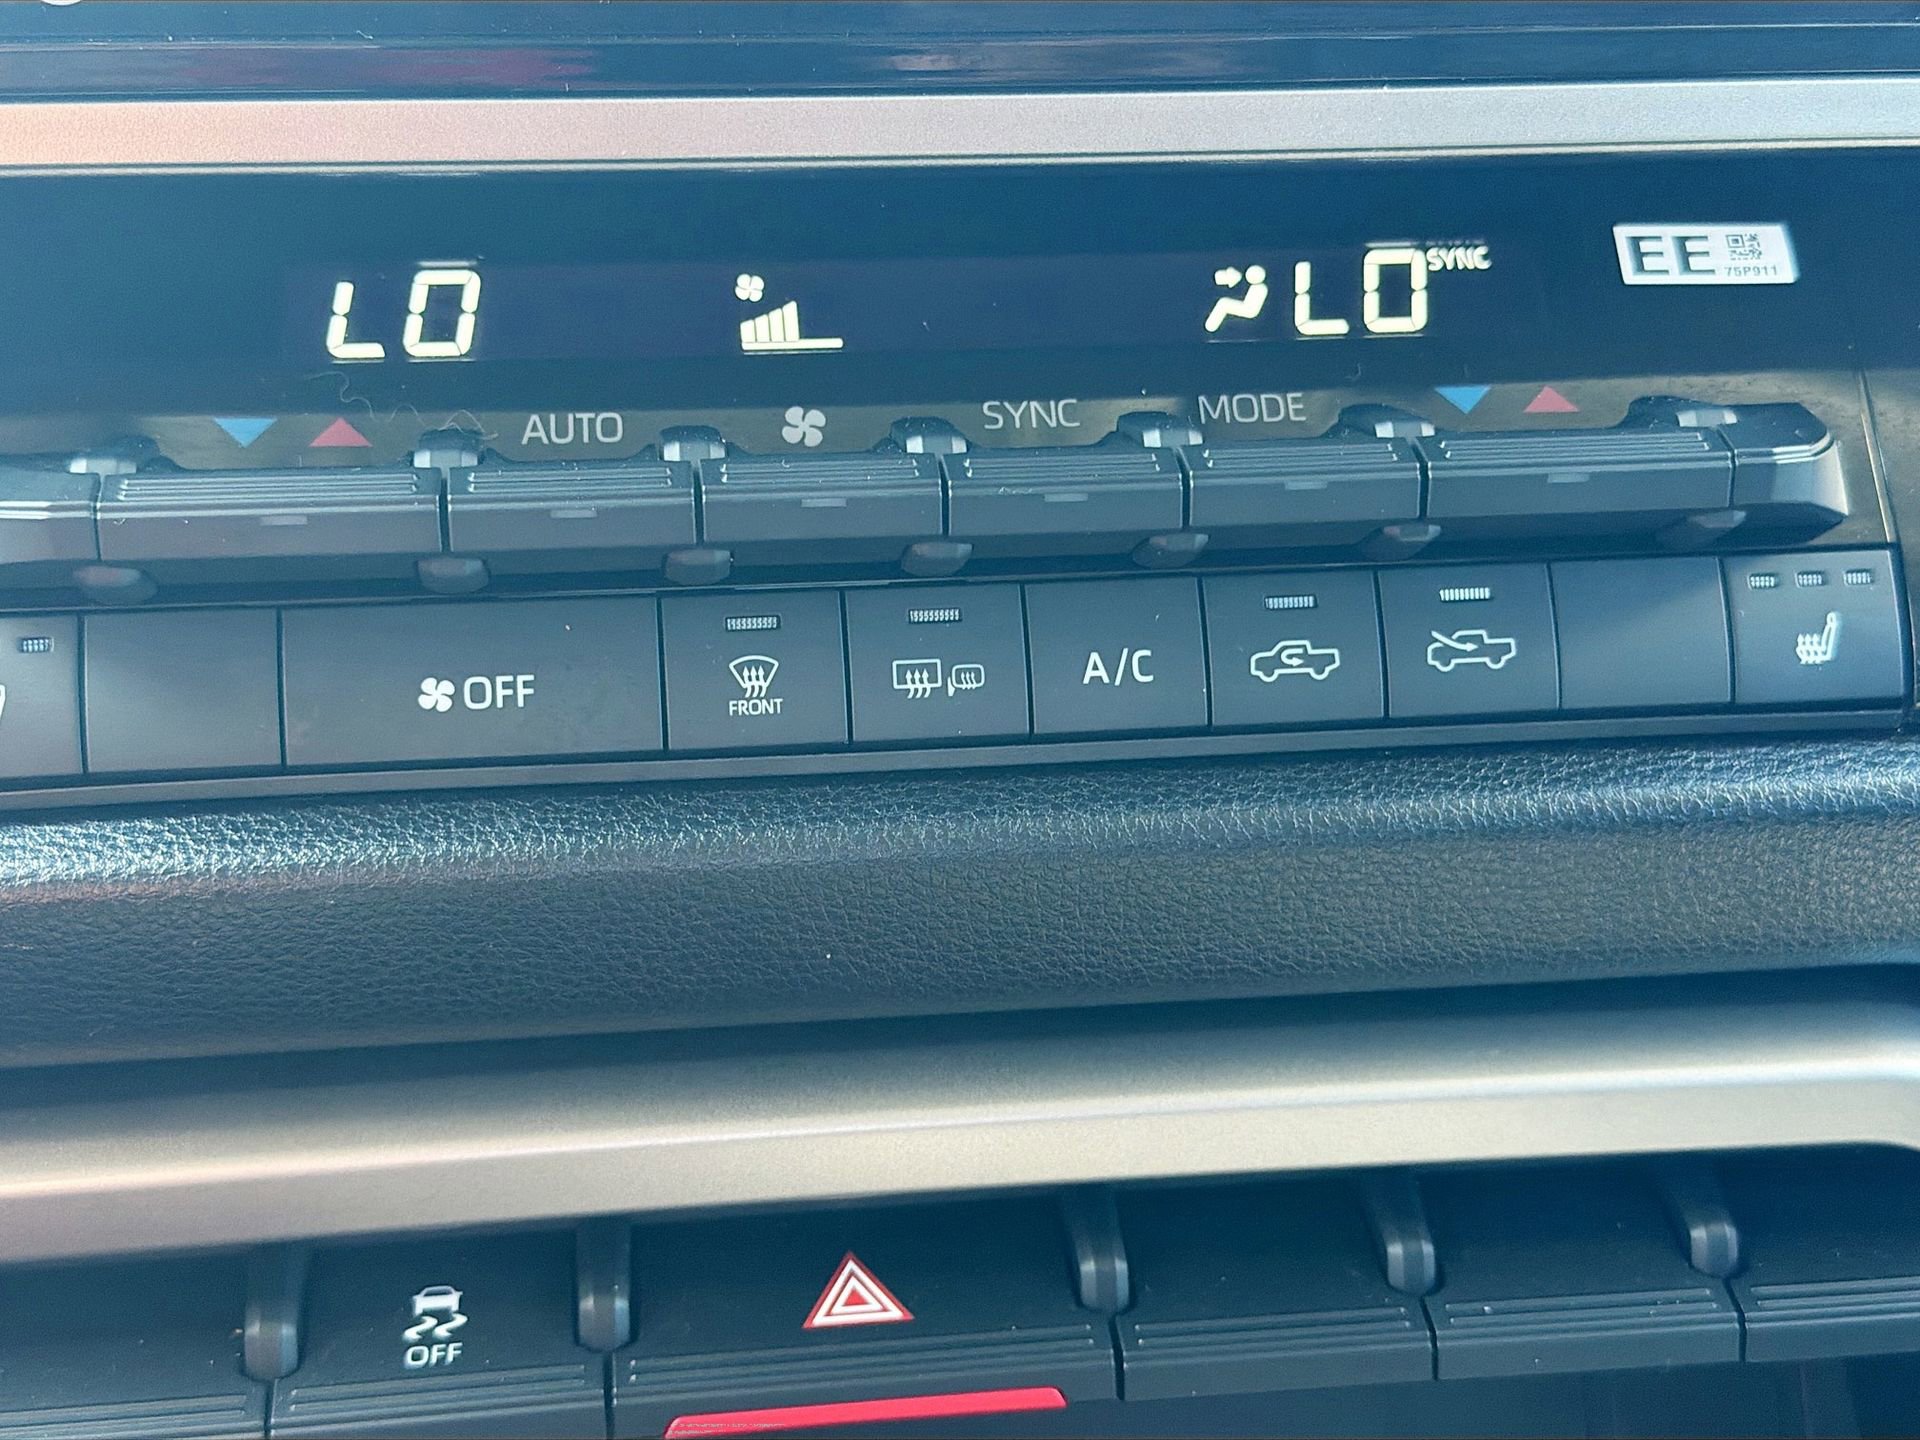 LO
LO SYNC
EE
75P911
AUTO
SYNC
MODE
OFF
FRONT
A/C
OFF